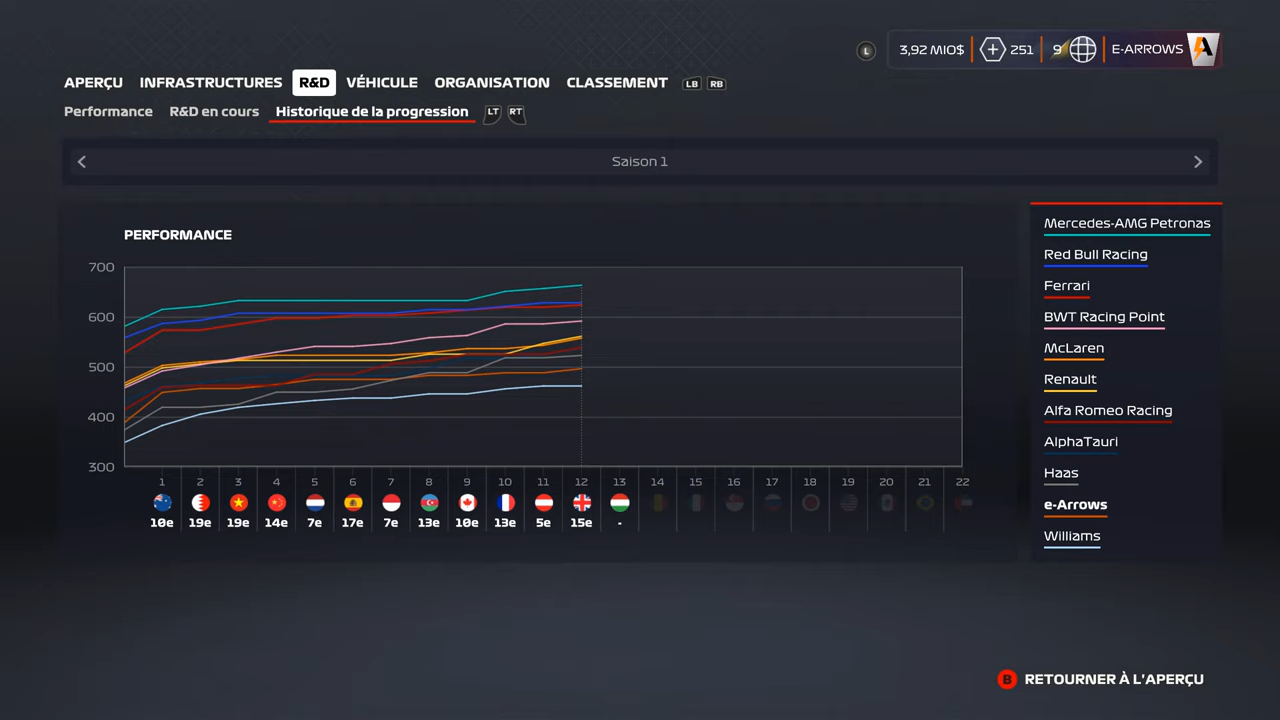 L 3,92 MIO$ 251 9 E-ARROWS
APERÇU INFRASTRUCTURES R&D VÉHICULE ORGANISATION CLASSEMENT LB RB
Performance R&D en cours Historique de la progression LT RT
Saison 1
PERFORMANCE
700
600
500
400
300
1 2 3 4 5 6 7 8 9 10 11 12 13 14 15 16 17 18 19 20 21 22
10e 19e 19e 14e 7e 17e 7e 13e 10e 13e 5e 15e -
Mercedes-AMG Petronas
Red Bull Racing
Ferrari
BWT Racing Point
McLaren
Renault
Alfa Romeo Racing
AlphaTauri
Haas
e-Arrows
Williams
B RETOURNER À L'APERÇU